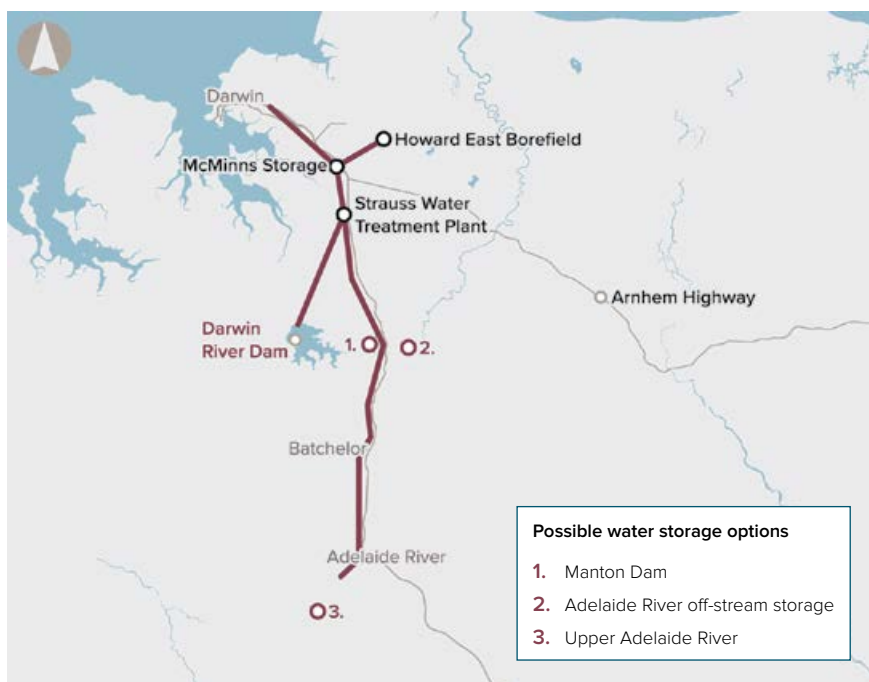 Darwin
Howard East Borefield
McMinns Storage
Strauss Water
Treatment Plant
Arnhem Highway
Darwin
River Dam
1.
2.
Batchelor
Adelaide River
3.
Possible water storage options
1. Manton Dam
2. Adelaide River off-stream storage
3. Upper Adelaide River